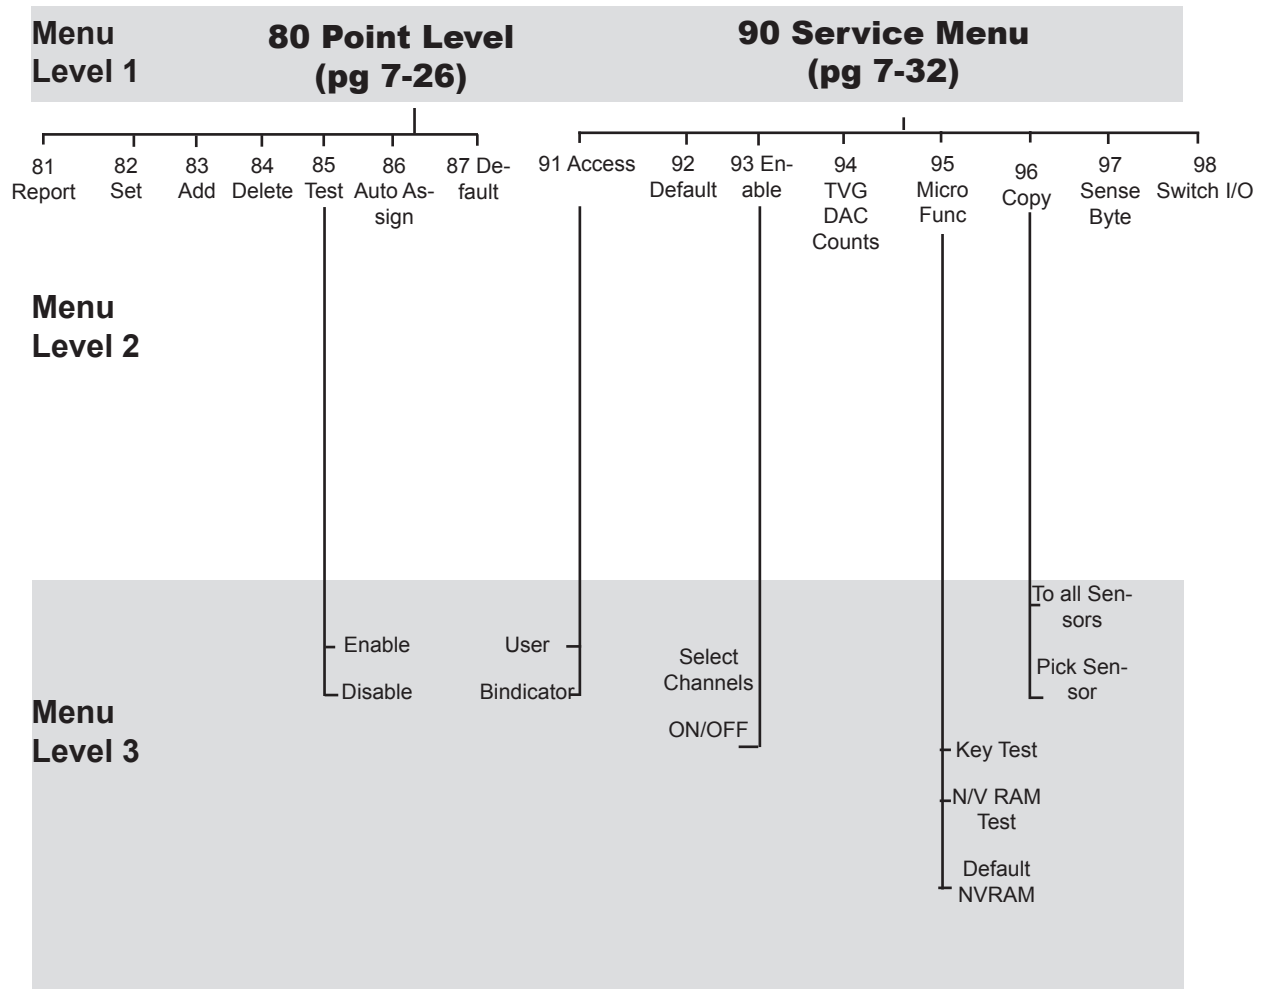 Menu
Level 1
80 Point Level
(pg 7-26)
90 Service Menu
(pg 7-32)
81
Report
82
Set
83
Add
84
Delete
85
Test
86
Auto As-
sign
87 De-
fault
91 Access
92
Default
93 En-
able
94
TVG
DAC
Counts
95
Micro
Func
96
Copy
97
Sense
Byte
98
Switch I/O
Menu
Level 2
Menu
Level 3
Enable
Disable
User
Bindicator
Select
Channels
ON/OFF
Key Test
N/V RAM
Test
Default
NVRAM
To all Sen-
sors
Pick Sen-
sor